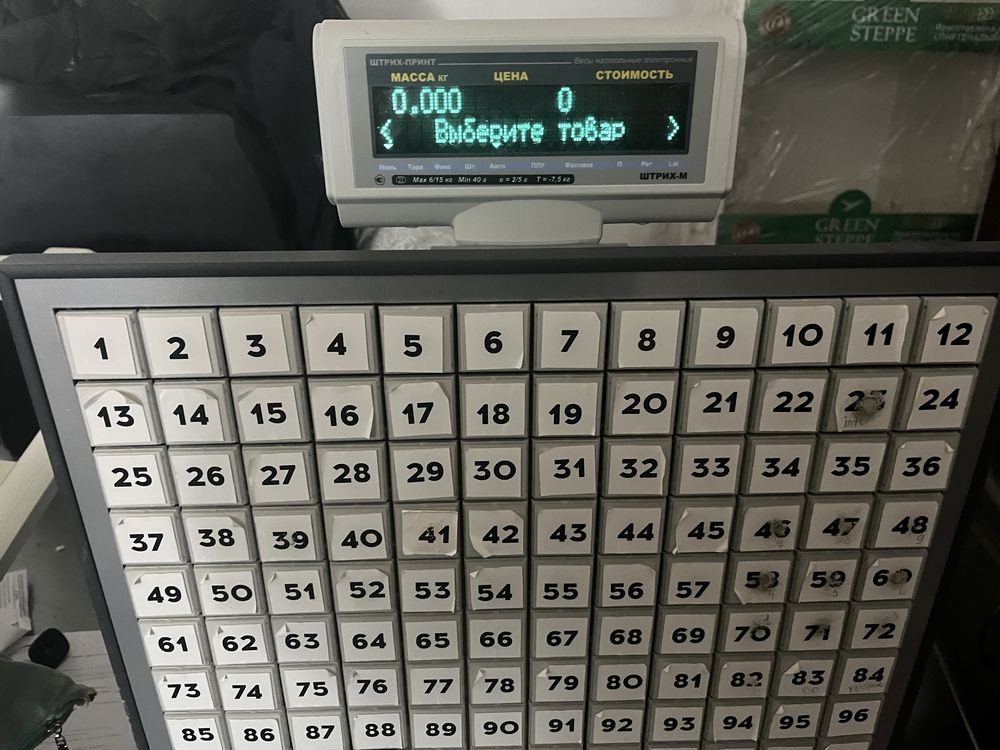 GREEN
STEPPE
ШТРИХ-ПРИНТ Весы настольные электронные
МАССА КГ ЦЕНА СТОИМОСТЬ
0.000 0
< Выберите товар >
Ноль Тара Фикс Шт Авто ПЛУ Фасовка П Рег Lat
Max 6/15 кг Min 40 г e = 2/5 г T = -7,5 кг ШТРИХ-М
GREEN
STEPPE
1 2 3 4 5 6 7 8 9 10 11 12
13 14 15 16 17 18 19 20 21 22 23 24
25 26 27 28 29 30 31 32 33 34 35 36
37 38 39 40 41 42 43 44 45 46 47 48
49 50 51 52 53 54 55 56 57 58 59 60
61 62 63 64 65 66 67 68 69 70 71 72
73 74 75 76 77 78 79 80 81 82 83 84
85 86 87 88 89 90 91 92 93 94 95 96